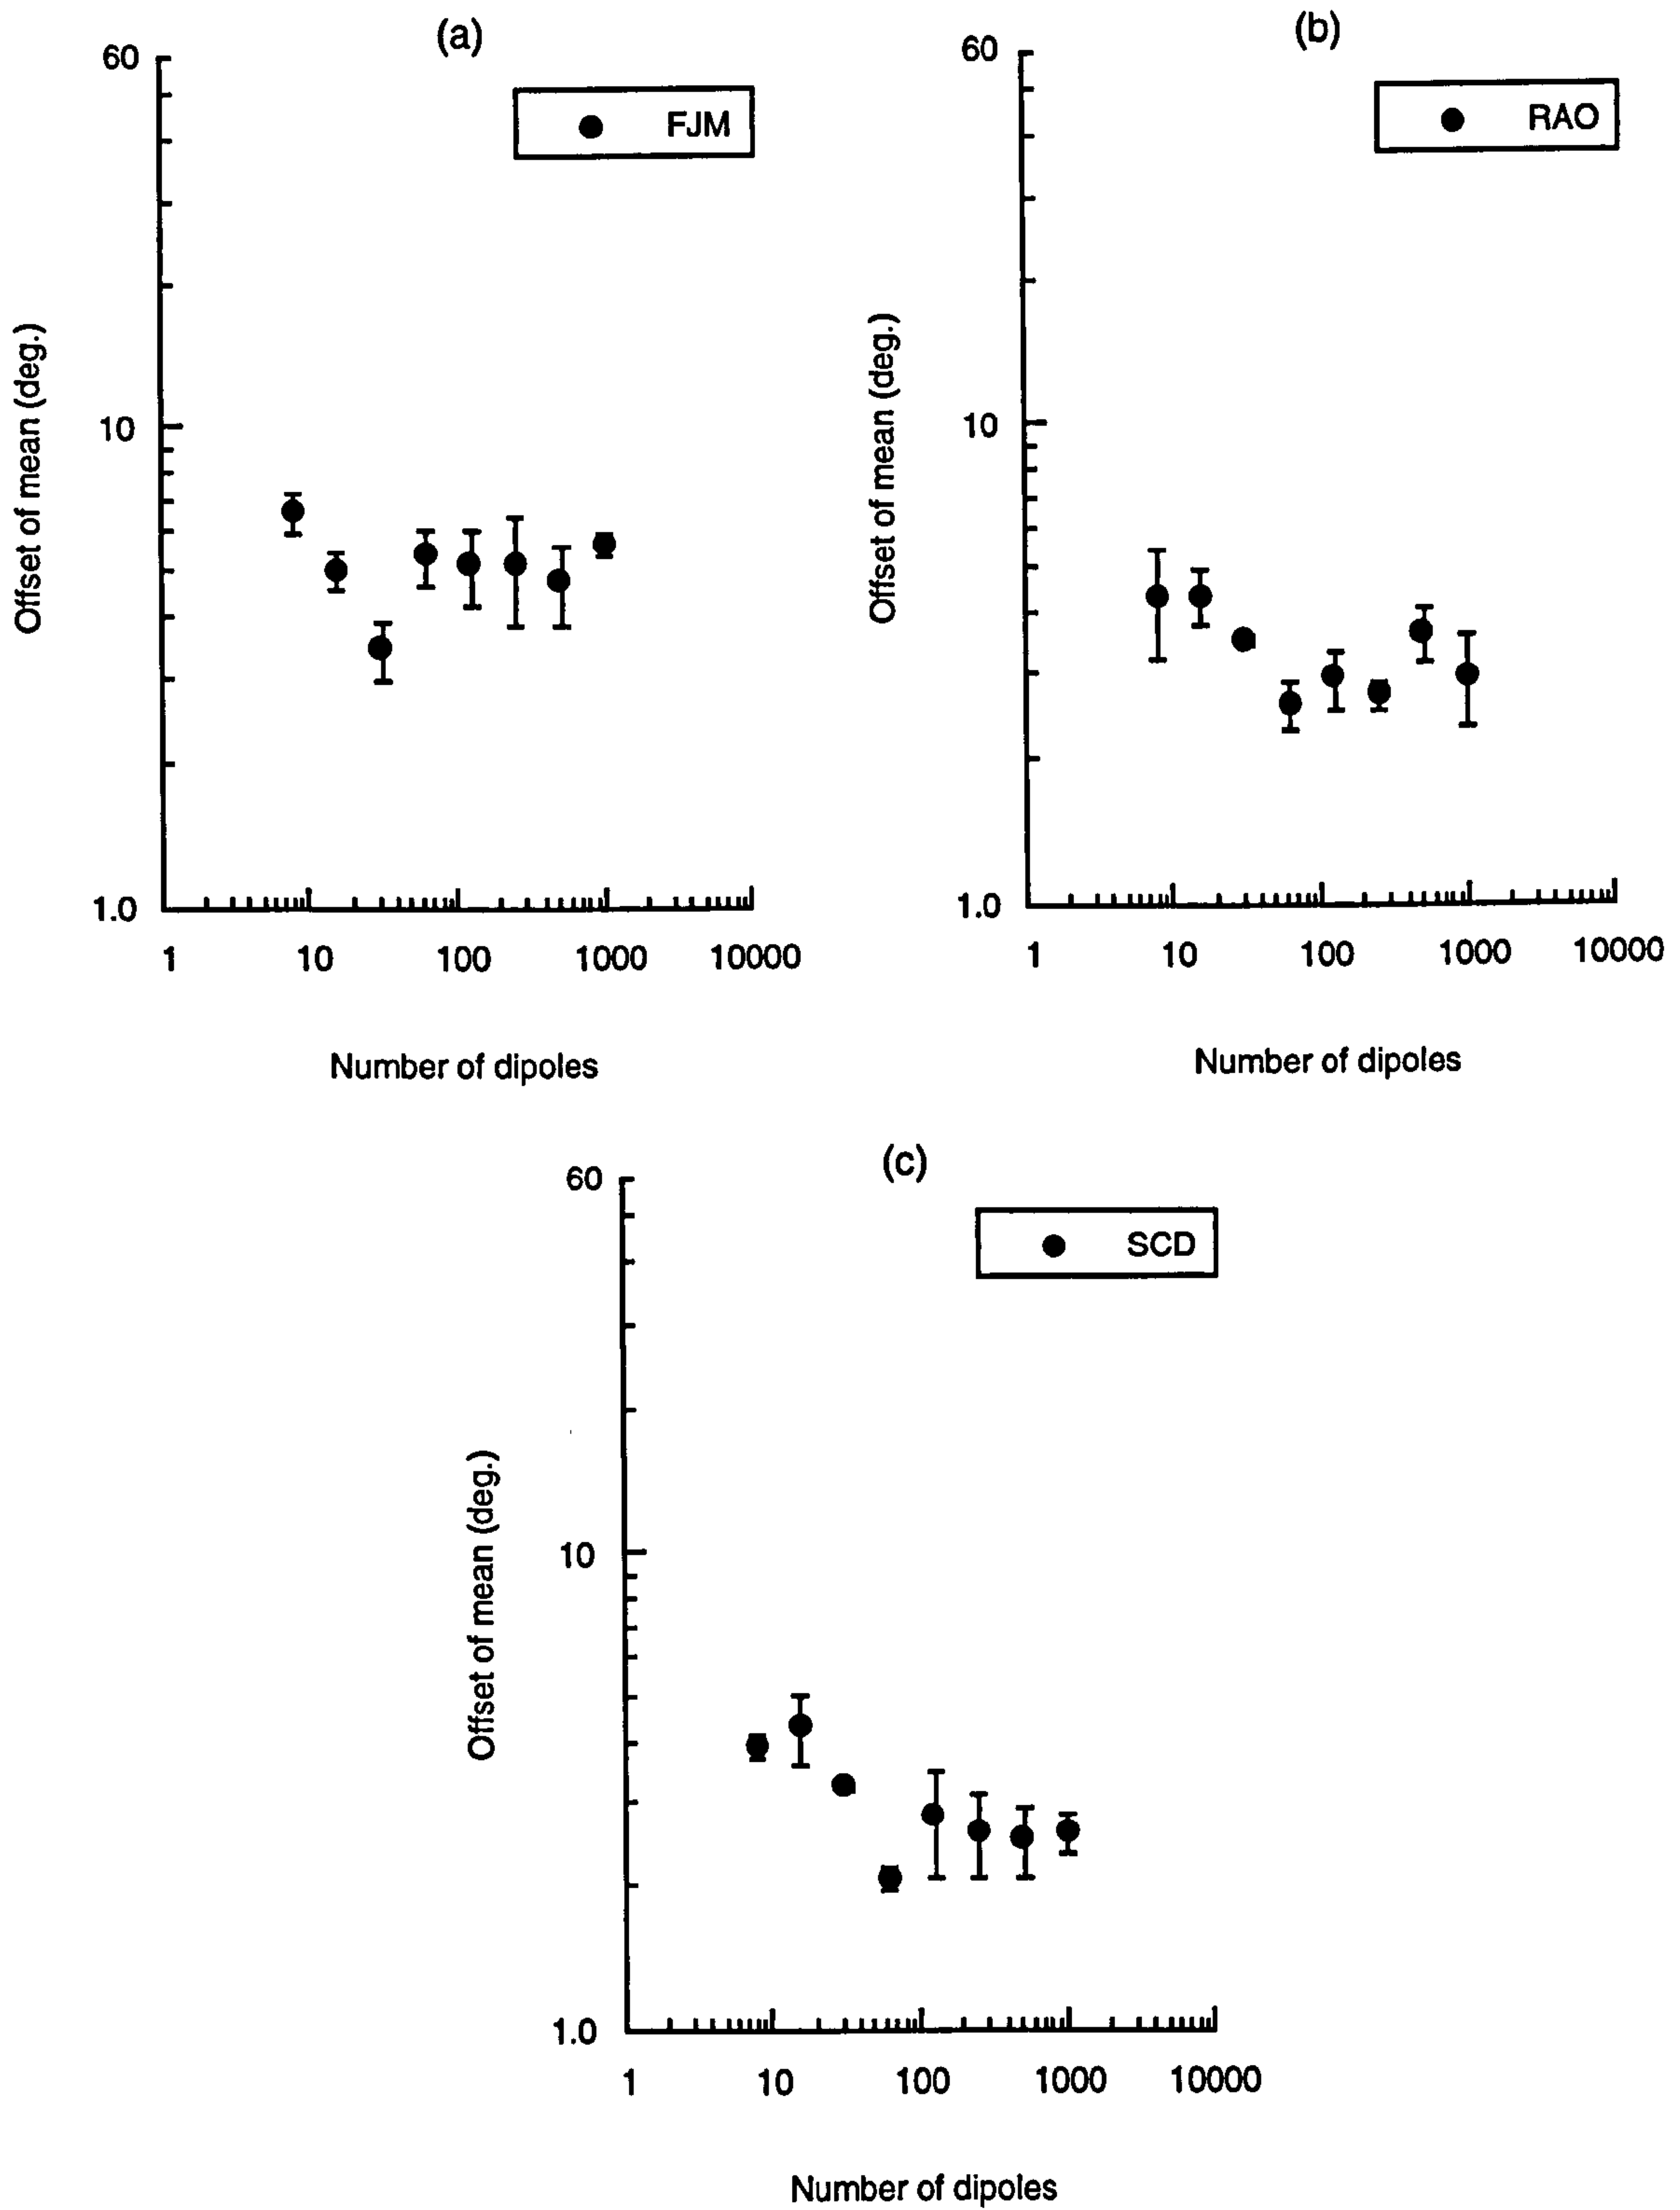 (a)
60
FJM
10
1.0
1 10 100 1000 10000
Offset of mean (deg.)
Number of dipoles
(b)
60
RAO
10
1.0
1 10 100 1000 10000
Offset of mean (deg.)
Number of dipoles
(c)
60
SCD
10
1.0
1 10 100 1000 10000
Offset of mean (deg.)
Number of dipoles